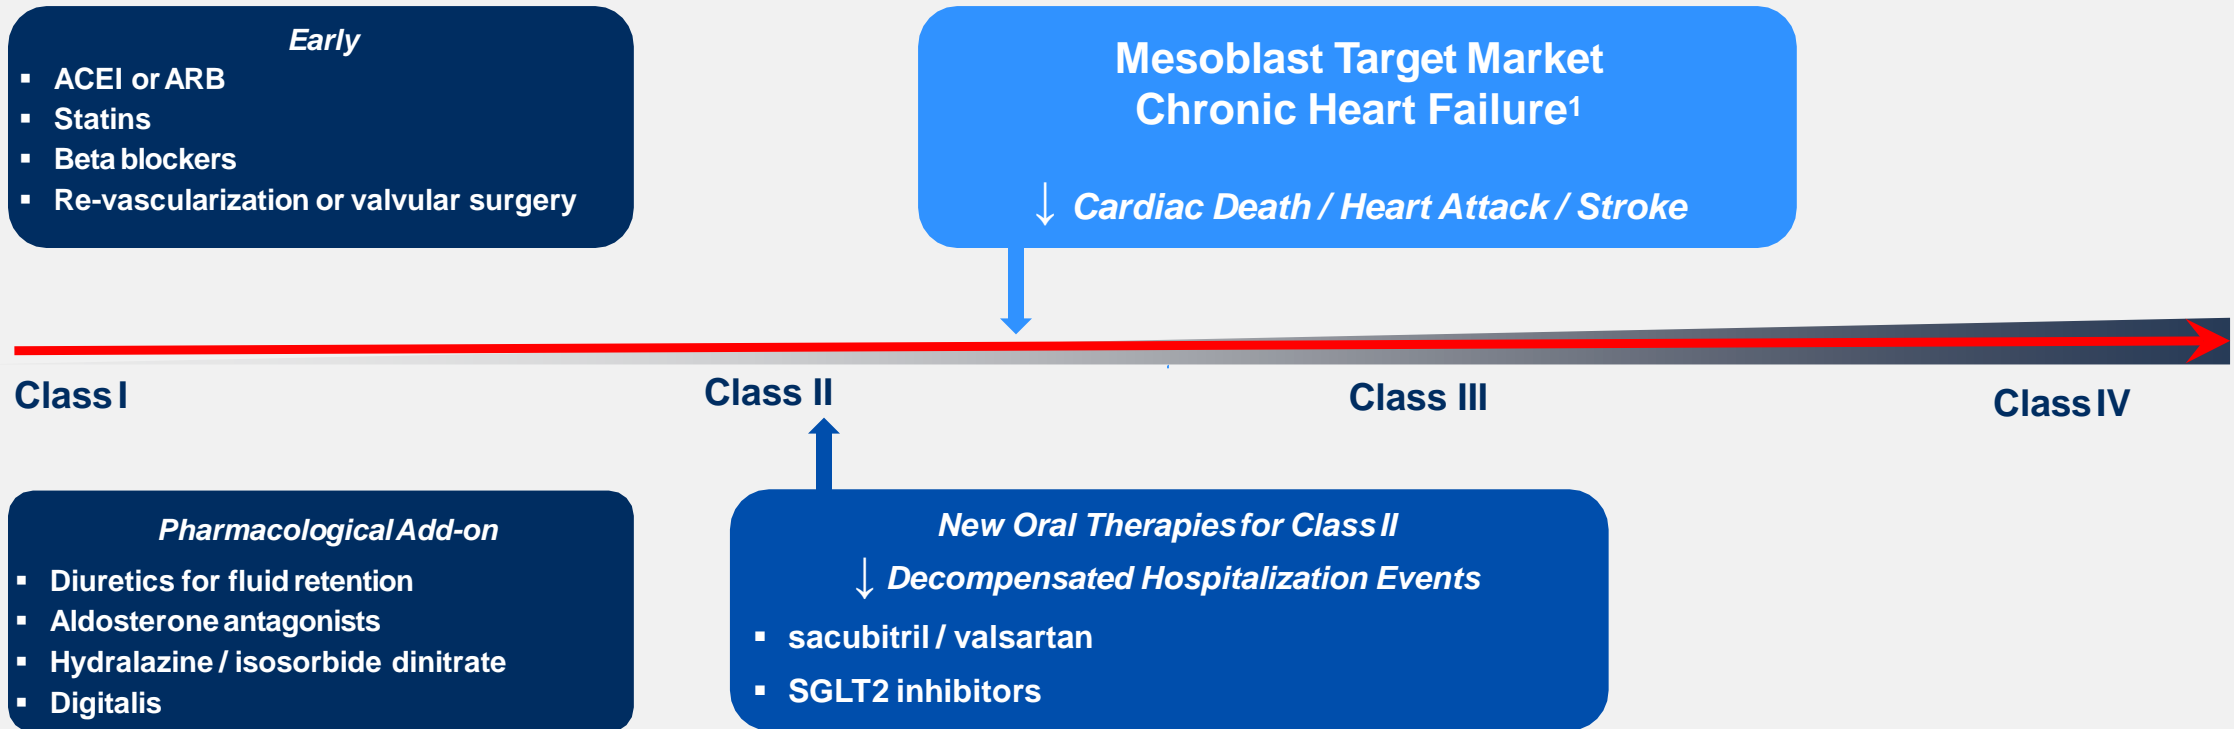 Early
▪ ACEI or ARB
▪ Statins
▪ Beta blockers
▪ Re-vascularization or valvular surgery
Mesoblast Target Market
Chronic Heart Failure¹
↓ Cardiac Death / Heart Attack / Stroke
Class I
Class II
Class III
Class IV
Pharmacological Add-on
▪ Diuretics for fluid retention
▪ Aldosterone antagonists
▪ Hydralazine / isosorbide dinitrate
▪ Digitalis
New Oral Therapies for Class II
↓ Decompensated Hospitalization Events
▪ sacubitril / valsartan
▪ SGLT2 inhibitors